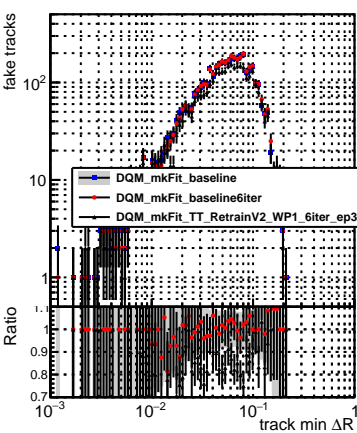 fake tracks
10²
10
1
DQM_mkFit_baseline
DQM_mkFit_baseline6iter
DQM_mkFit_TT_RetrainV2_WP1_6iter_ep3
Ratio
1.1
1
0.9
0.8
0.7
10⁻³ 10⁻² 10⁻¹ 1
track min ΔR